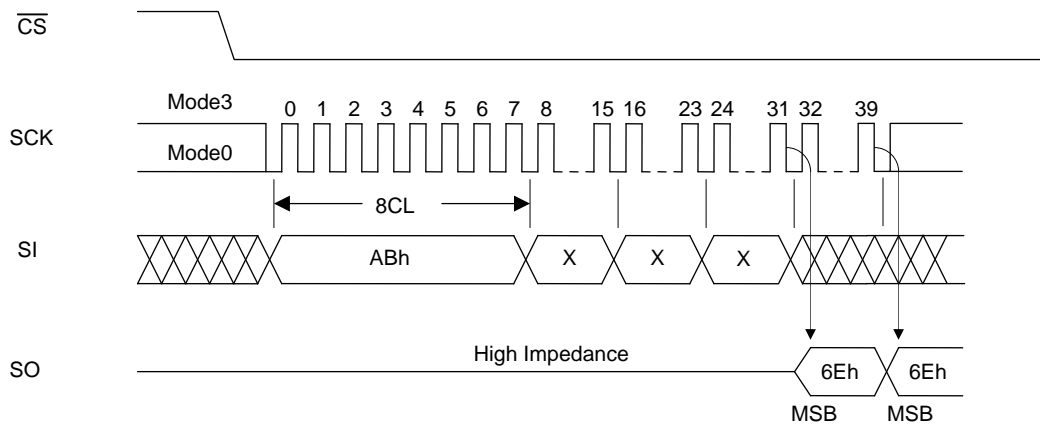 CS
Mode3
0 1 2 3 4 5 6 7 8 15 16 23 24 31 32 39
SCK
Mode0
8CL
SI
ABh X X X
High Impedance
SO
6Eh 6Eh
MSB MSB